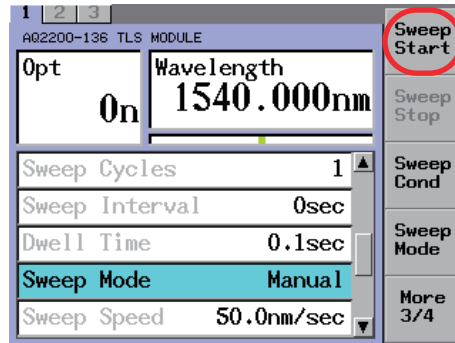 1 2 3
AQ2200-136 TLS MODULE
Opt
On
Wavelength
1540.000nm
Sweep Cycles 1
Sweep Interval 0sec
Dwell Time 0.1sec
Sweep Mode Manual
Sweep Speed 50.0nm/sec
Sweep
Start
Sweep
Stop
Sweep
Cond
Sweep
Mode
More
3/4